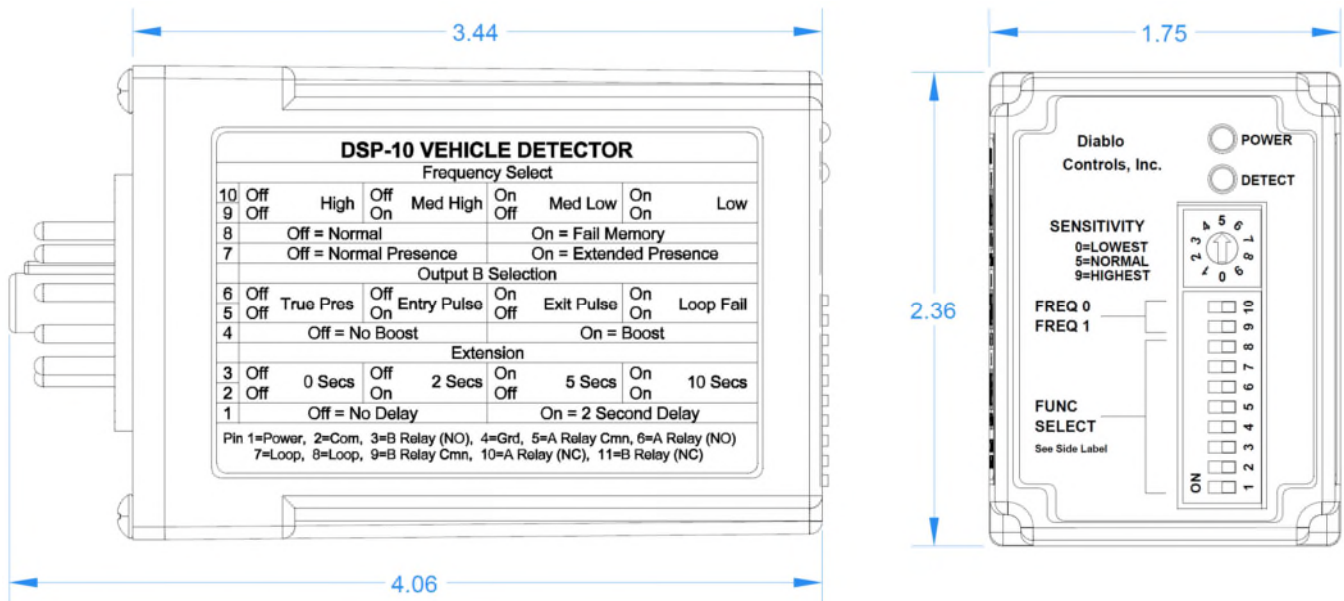 3.44
DSP-10 VEHICLE DETECTOR
Frequency Select
10 Off High Off Med High On Med Low On Low
9 Off On Off On
8 Off = Normal On = Fail Memory
7 Off = Normal Presence On = Extended Presence
Output B Selection
6 Off True Pres Off Entry Pulse On Exit Pulse On Loop Fail
5 Off On Off On
4 Off = No Boost On = Boost
Extension
3 Off 0 Secs Off 2 Secs On 5 Secs On 10 Secs
2 Off On Off On
1 Off = No Delay On = 2 Second Delay
Pin 1=Power, 2=Com, 3=B Relay (NO), 4=Grd, 5=A Relay Cmn, 6=A Relay (NO)
7=Loop, 8=Loop, 9=B Relay Cmn, 10=A Relay (NC), 11=B Relay (NC)
4.06
1.75
2.36
Diablo
Controls, Inc.
POWER
DETECT
SENSITIVITY
0=LOWEST
5=NORMAL
9=HIGHEST
0 1 2 3 4 5 6 7 8 9
FREQ 0
FREQ 1
FUNC
SELECT
See Side Label
10
9
8
7
6
5
4
3
2
ON 1